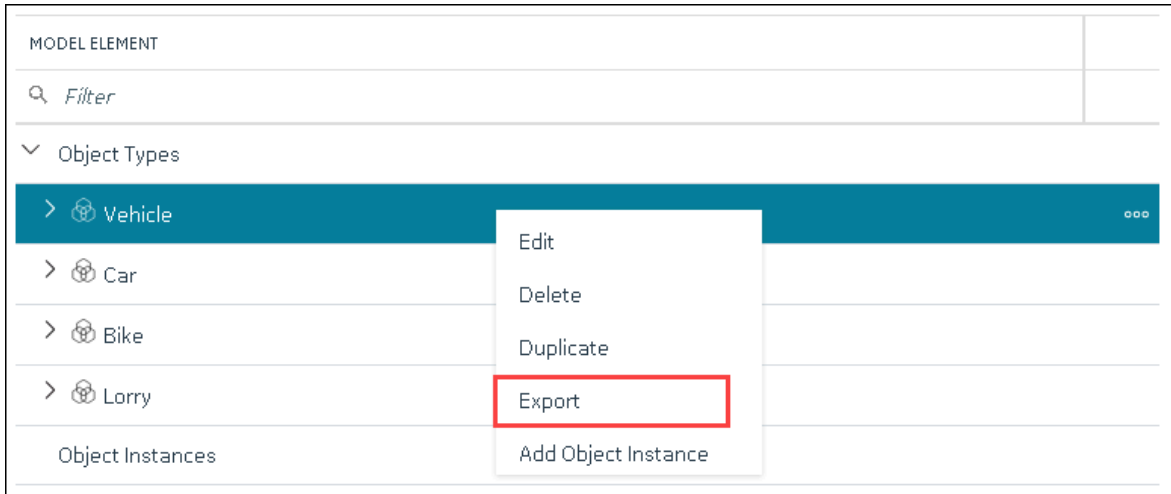 MODEL ELEMENT
Filter
Object Types
Vehicle
Edit
Car
Delete
Bike
Duplicate
Lorry
Export
Object Instances
Add Object Instance